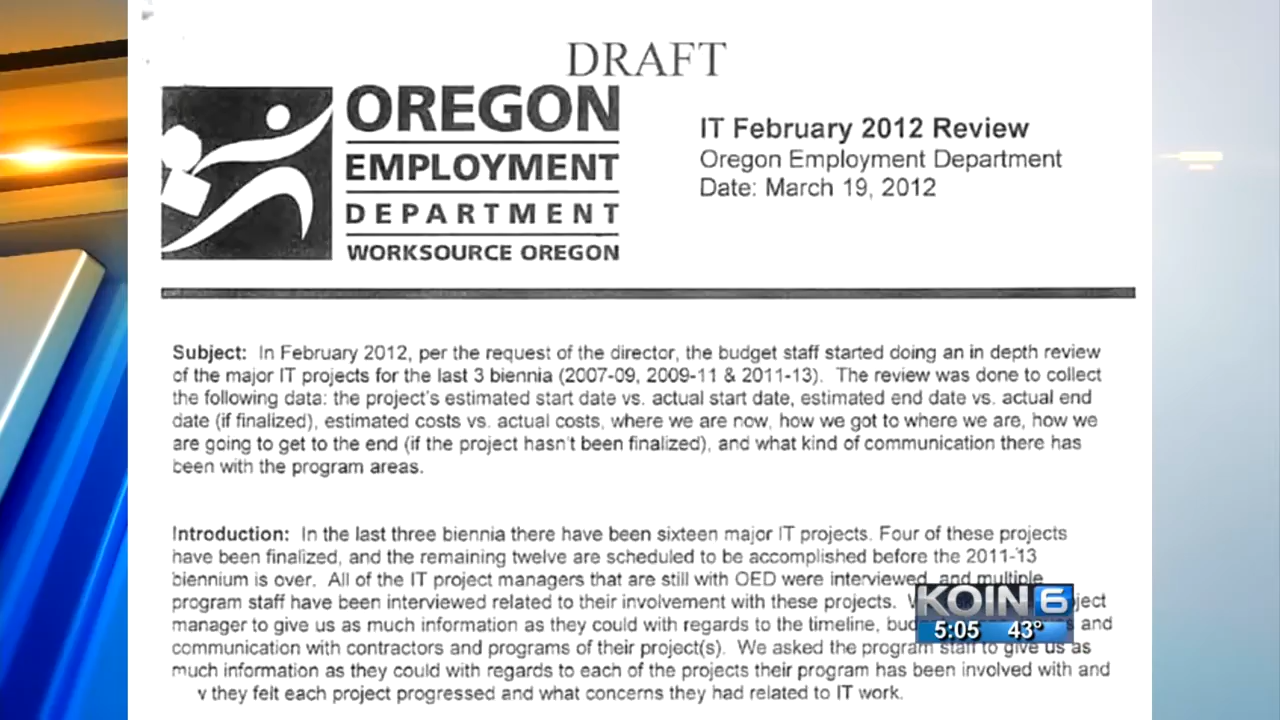 DRAFT
OREGON
EMPLOYMENT
DEPARTMENT
WORKSOURCE OREGON
IT February 2012 Review
Oregon Employment Department
Date: March 19, 2012
Subject: In February 2012, per the request of the director, the budget staff started doing an in depth review
of the major IT projects for the last 3 biennia (2007-09, 2009-11 & 2011-13). The review was done to collect
the following data: the project's estimated start date vs. actual start date, estimated end date vs. actual end
date (if finalized), estimated costs vs. actual costs, where we are now, how we got to where we are, how we
are going to get to the end (if the project hasn't been finalized), and what kind of communication there has
been with the program areas.
Introduction: In the last three biennia there have been sixteen major IT projects. Four of these projects
have been finalized, and the remaining twelve are scheduled to be accomplished before the 2011-13
biennium is over. All of the IT project managers that are still with OED were interviewed, and multiple
program staff have been interviewed related to their involvement with these projects.
manager to give us as much information as they could with regards to the timeline, and
communication with contractors and programs of their project(s). We asked the program staff to give us as
much information as they could with regards to each of the projects their program has been involved with and
they felt each project progressed and what concerns they had related to IT work.
KOIN 6
5:05 43°